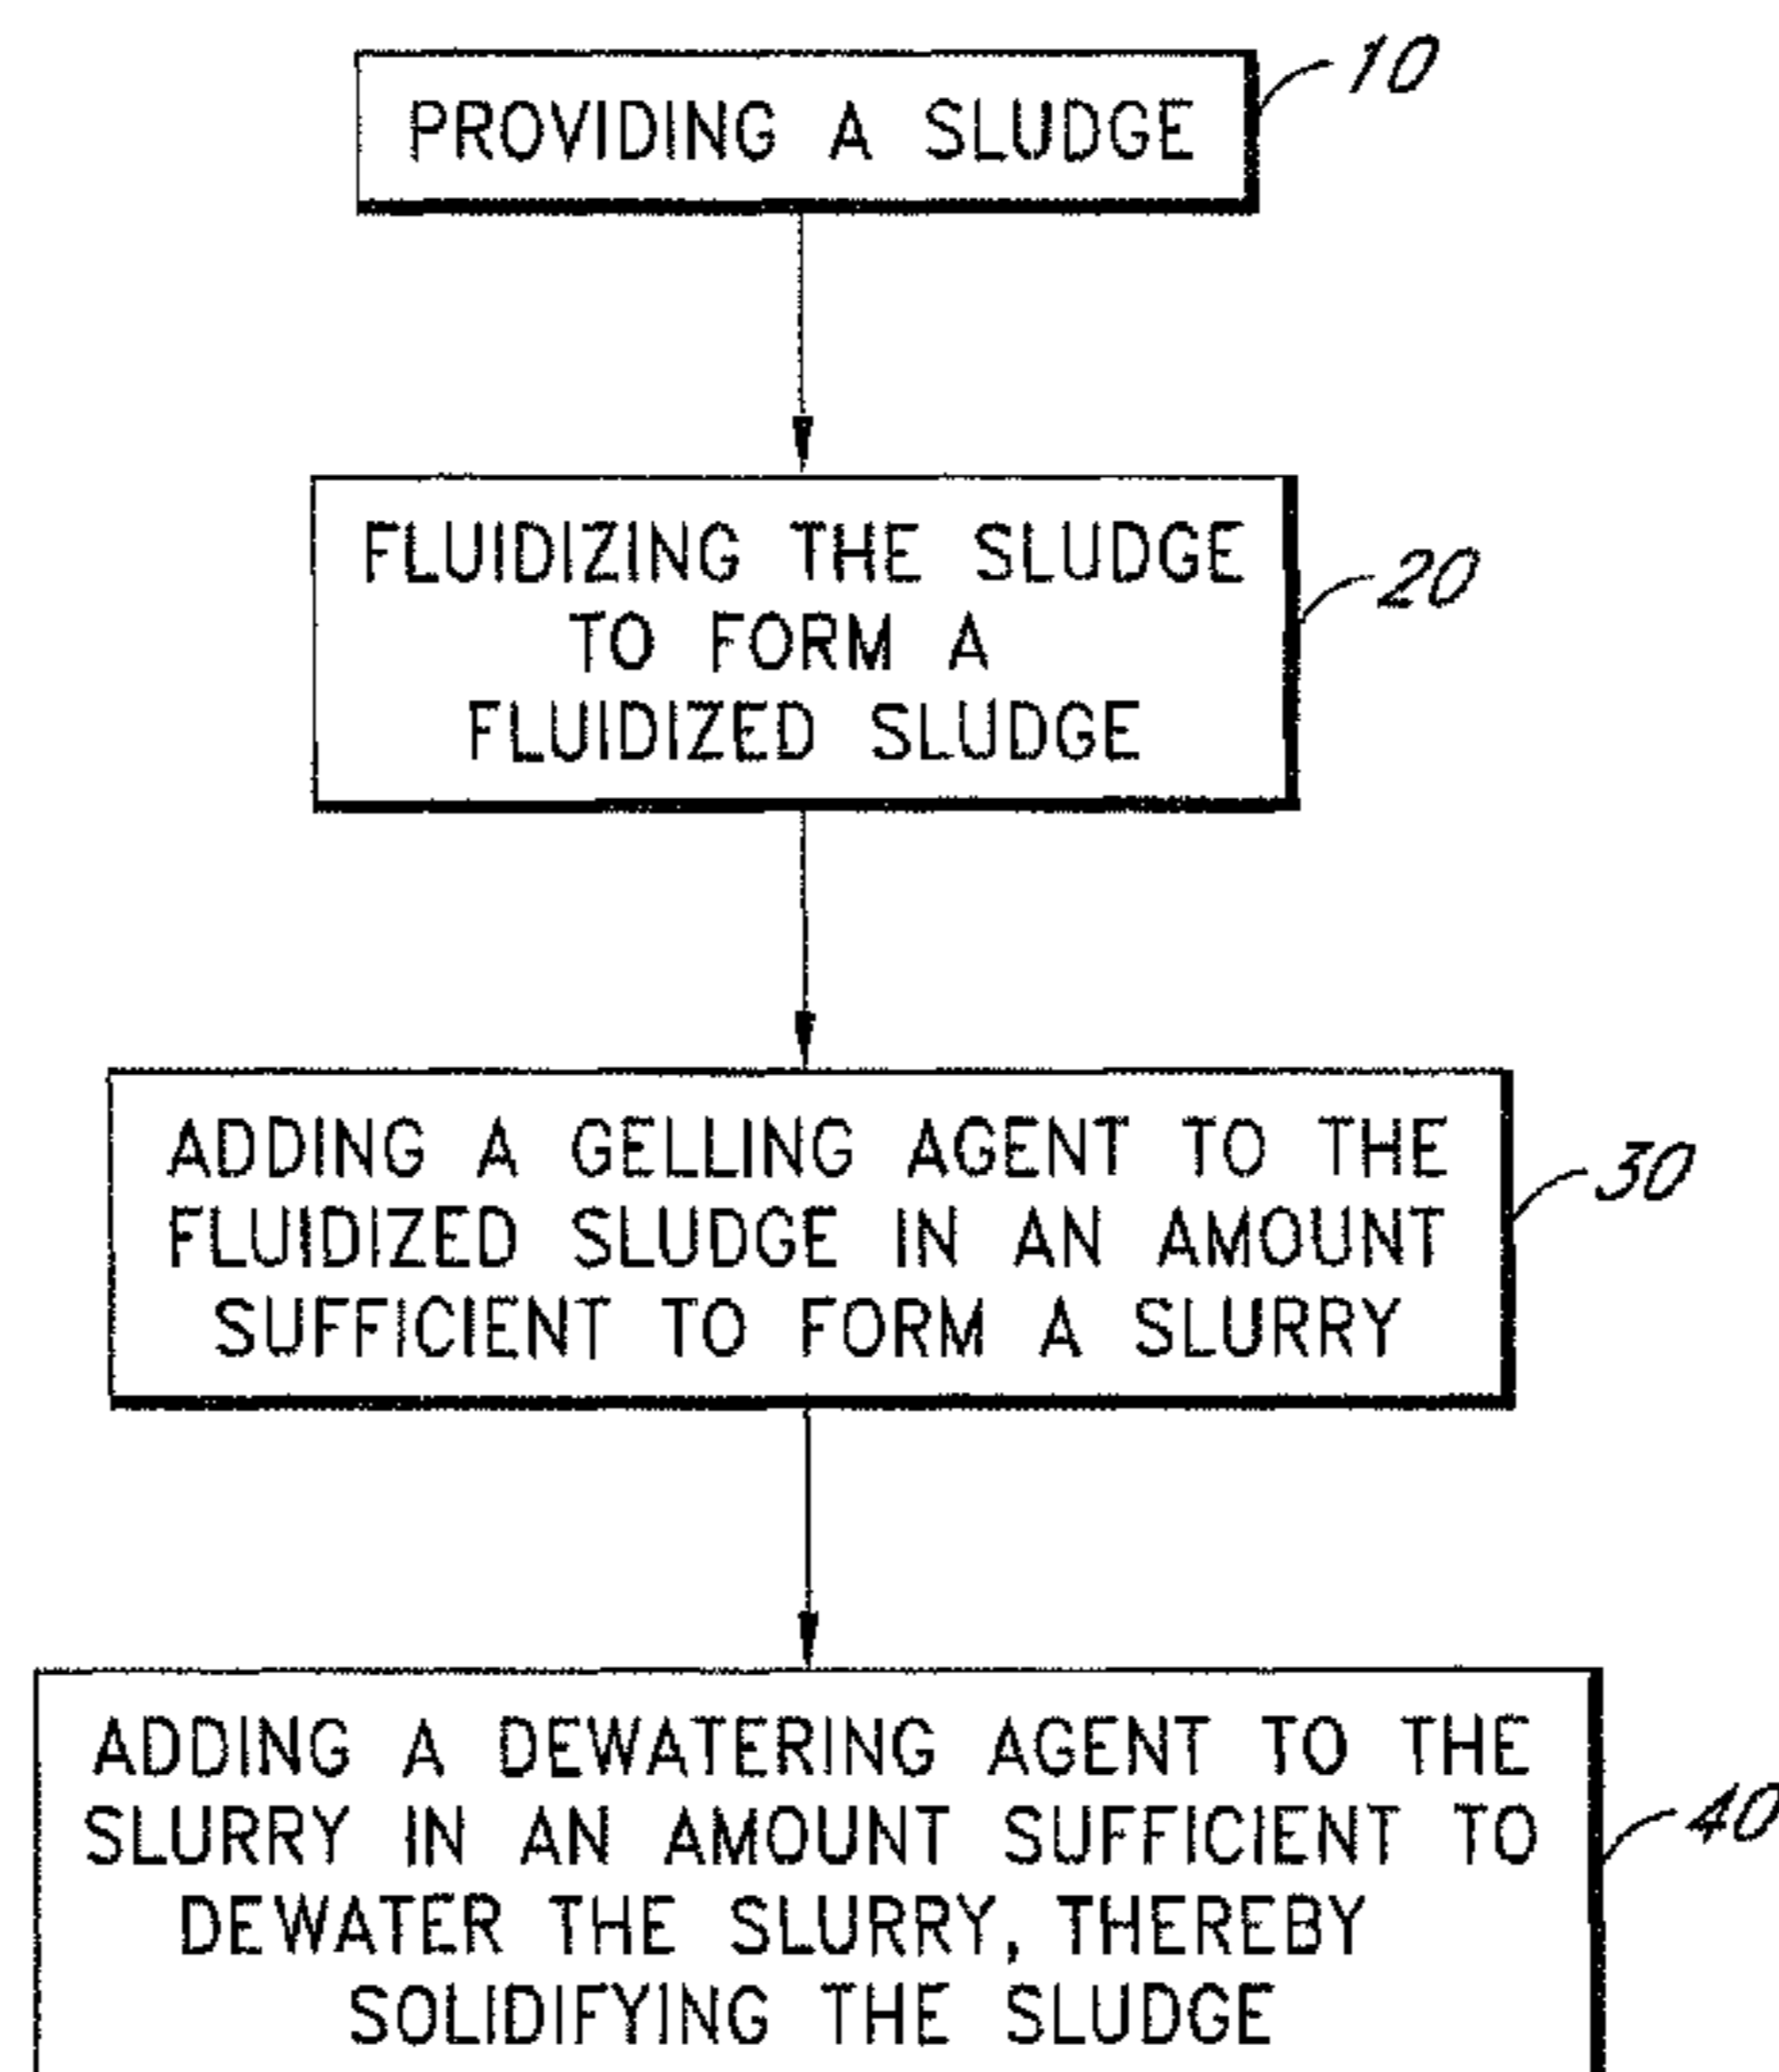 PROVIDING A SLUDGE
10
FLUIDIZING THE SLUDGE
TO FORM A
FLUIDIZED SLUDGE
20
ADDING A GELLING AGENT TO THE
FLUIDIZED SLUDGE IN AN AMOUNT
SUFFICIENT TO FORM A SLURRY
30
ADDING A DEWATERING AGENT TO THE
SLURRY IN AN AMOUNT SUFFICIENT TO
DEWATER THE SLURRY, THEREBY
SOLIDIFYING THE SLUDGE
40